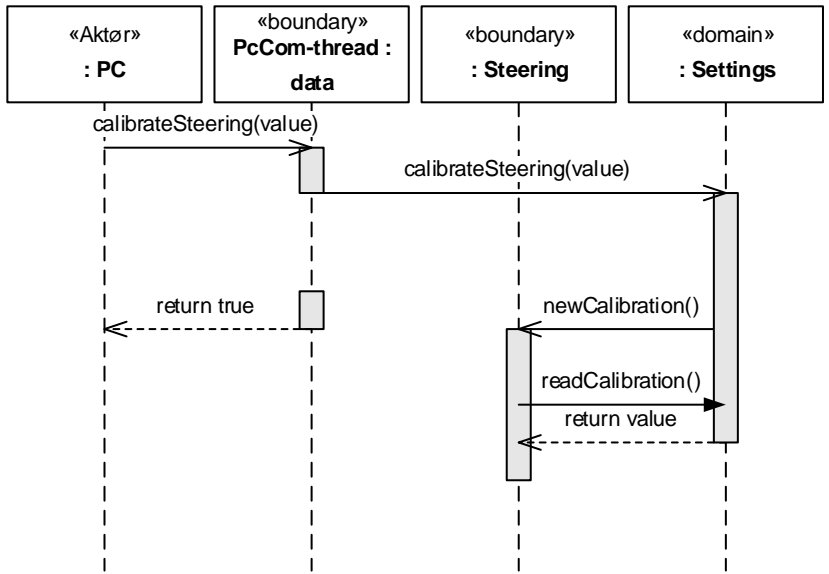 «Aktør»
: PC
«boundary»
PcCom-thread :
data
«boundary»
: Steering
«domain»
: Settings
calibrateSteering(value)
calibrateSteering(value)
return true
newCalibration()
readCalibration()
return value